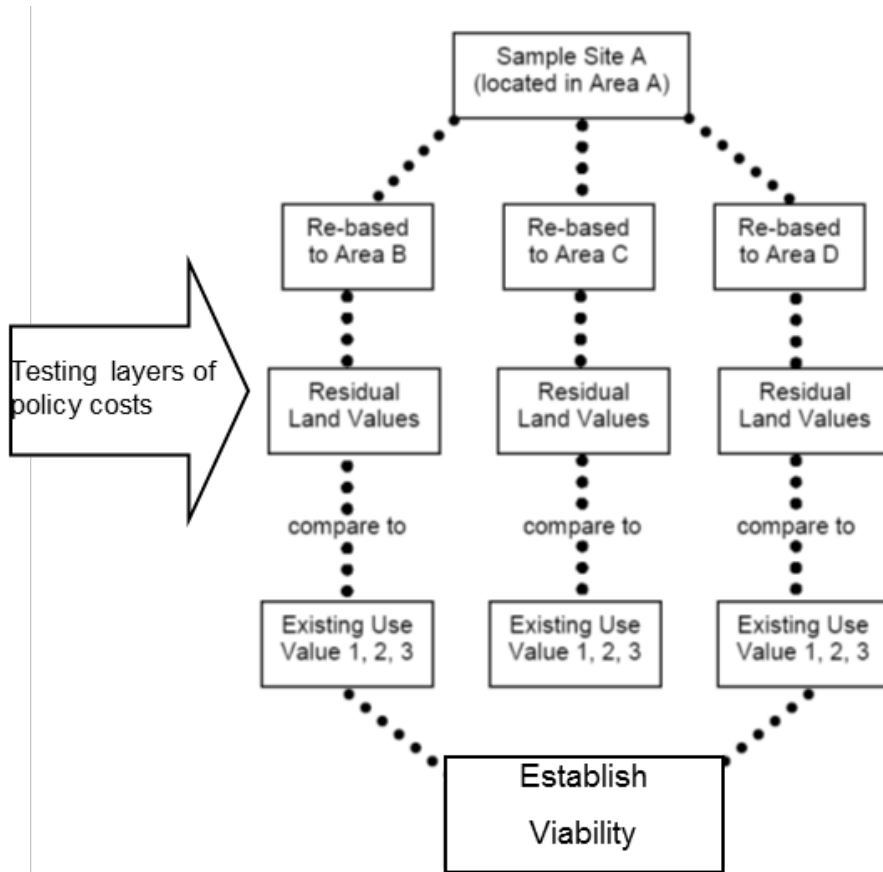 Sample Site A
(located in Area A)
Re-based
to Area B
Re-based
to Area C
Re-based
to Area D
Testing layers of
policy costs
Residual
Land Values
Residual
Land Values
Residual
Land Values
compare to
compare to
compare to
Existing Use
Value 1, 2, 3
Existing Use
Value 1, 2, 3
Existing Use
Value 1, 2, 3
Establish
Viability